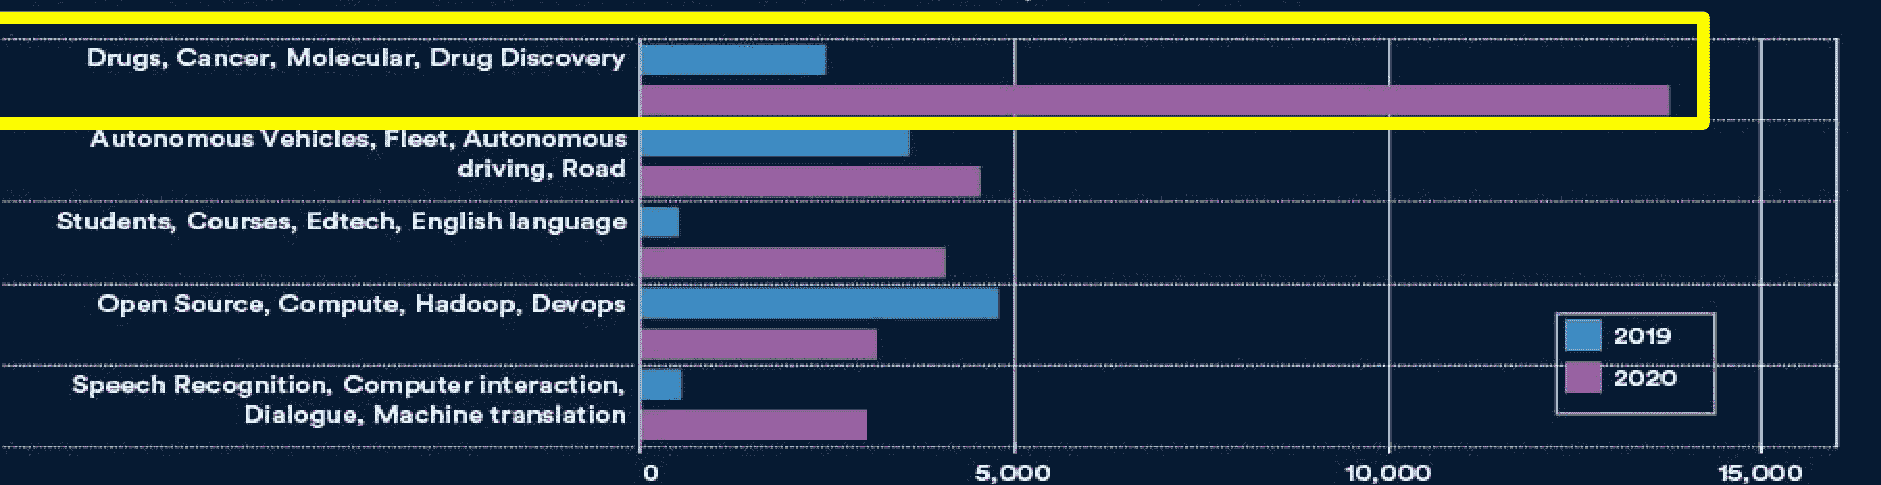 Drugs, Cancer, Molecular, Drug Discovery
Autonomous Vehicles, Fleet, Autonomous
driving, Road
Students, Courses, Edtech, English language
Open Source, Compute, Hadoop, Devops
Speech Recognition, Computer interaction,
Dialogue, Machine translation
2019
2020
0 5,000 10,000 15,000